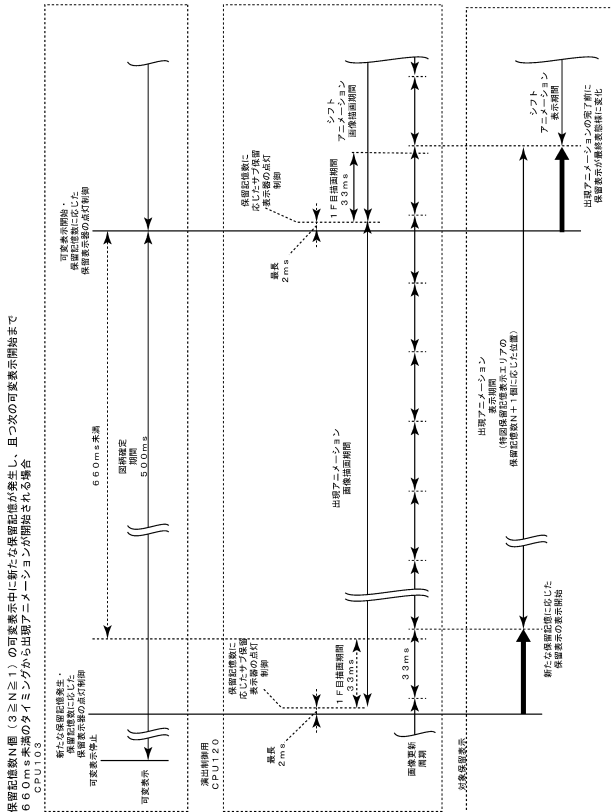 保留記憶数N個（３≧N≧１）の可変表示中に新たな保留記憶が発生し、且つ次の可変表示開始まで
６６０ｍｓ未満のタイミングから出現アニメーションが開始される場合
ＣＰＵ１０３
新たな保留記憶発生・
保留記憶数に応じた
保留表示器の点灯制御
可変表示停止
可変表示
６６０ｍｓ未満
図柄確定
期間
５００ｍｓ
可変表示開始・
保留記憶数に応じた
保留表示器の点灯制御
演出制御用
ＣＰＵ１２０
最長
２ｍｓ
保留記憶数に
応じたサブ保留
表示器の点灯
制御
１Ｆ目描画期間
３３ｍｓ
出現アニメーション
画像描画期間
最長
２ｍｓ
保留記憶数に
応じたサブ保留
表示器の点灯
制御
１Ｆ目描画期間
３３ｍｓ
シフト
アニメーション
画像描画期間
画像更新
周期
３３ｍｓ
対象保留表示
新たな保留記憶に応じた
保留表示の表示開始
出現アニメーション
表示期間
（特図保留記憶表示エリアの
保留記憶数Ｎ＋１個に応じた位置）
シフト
アニメーション
表示期間
出現アニメーションの完了前に
保留表示が最終表態様に変化